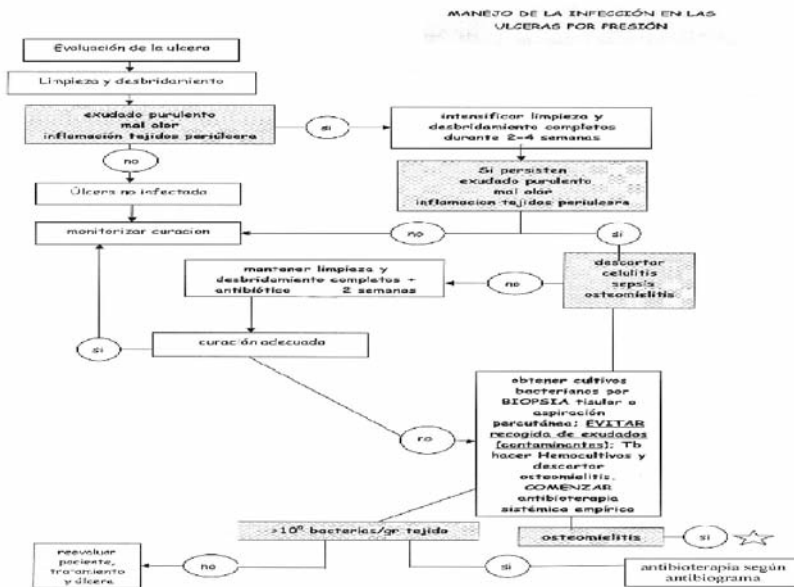 MANEJO DE LA INFECCIÓN EN LAS
ULCERAS POR PRESIÓN
Evaluación de la ulcera
Limpieza y desbridamiento
exudado purulento
mal olor
inflamación tejidos periúlcera
si
intensificar limpieza y
desbridamiento completos
durante 2-4 semanas
no
Si persisten
exudado purulento
mal olor
inflamacion tejidos periulcera
Úlcera no infectada
monitorizar curacion
no
si
mantener limpieza y
desbridamiento completos +
antibiótico 2 semanas
no
descartar
celulitis
sepsis
osteomielitis
si
curación adecuada
no
obtener cultivos
bacterianos por
BIOPSIA tisular o
aspiración
percutánea; EVITAR
recogida de exudados
(contaminantes); Tb
hacer Hemocultivos y
descartar
osteomielitis.
COMENZAR
antibioterapia
sistémica empírica
bacterias/gr tejido
osteomielitis
si
reevaluar
paciente,
tratamiento
y úlcera
no
si
antibioterapia según
antibiograma